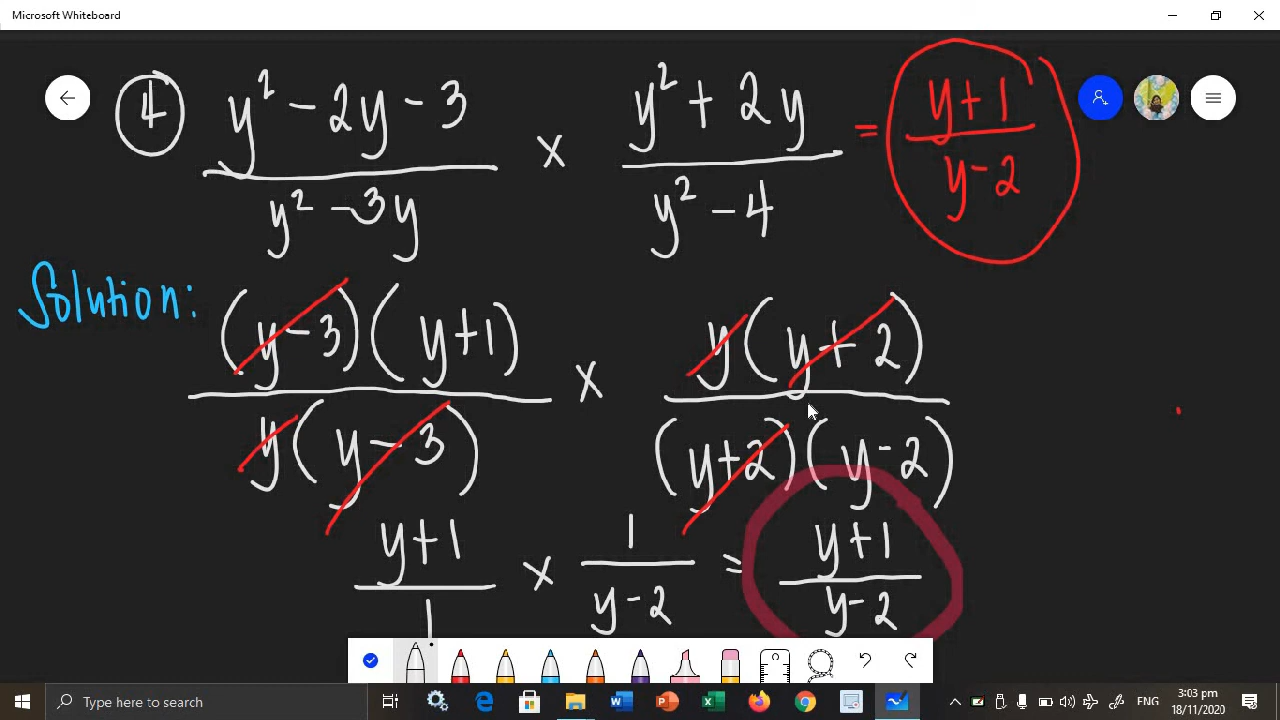 Microsoft Whiteboard
④ y² - 2y - 3 / y² - 3y × y² + 2y / y² - 4 = y+1 / y-2
Solution:
(y-3)(y+1) / y(y-3) × y(y+2) / (y+2)(y-2)
y+1 / 1 × 1 / y-2 = y+1 / y-2
Type here to search
ENG
3:03 pm
18/11/2020